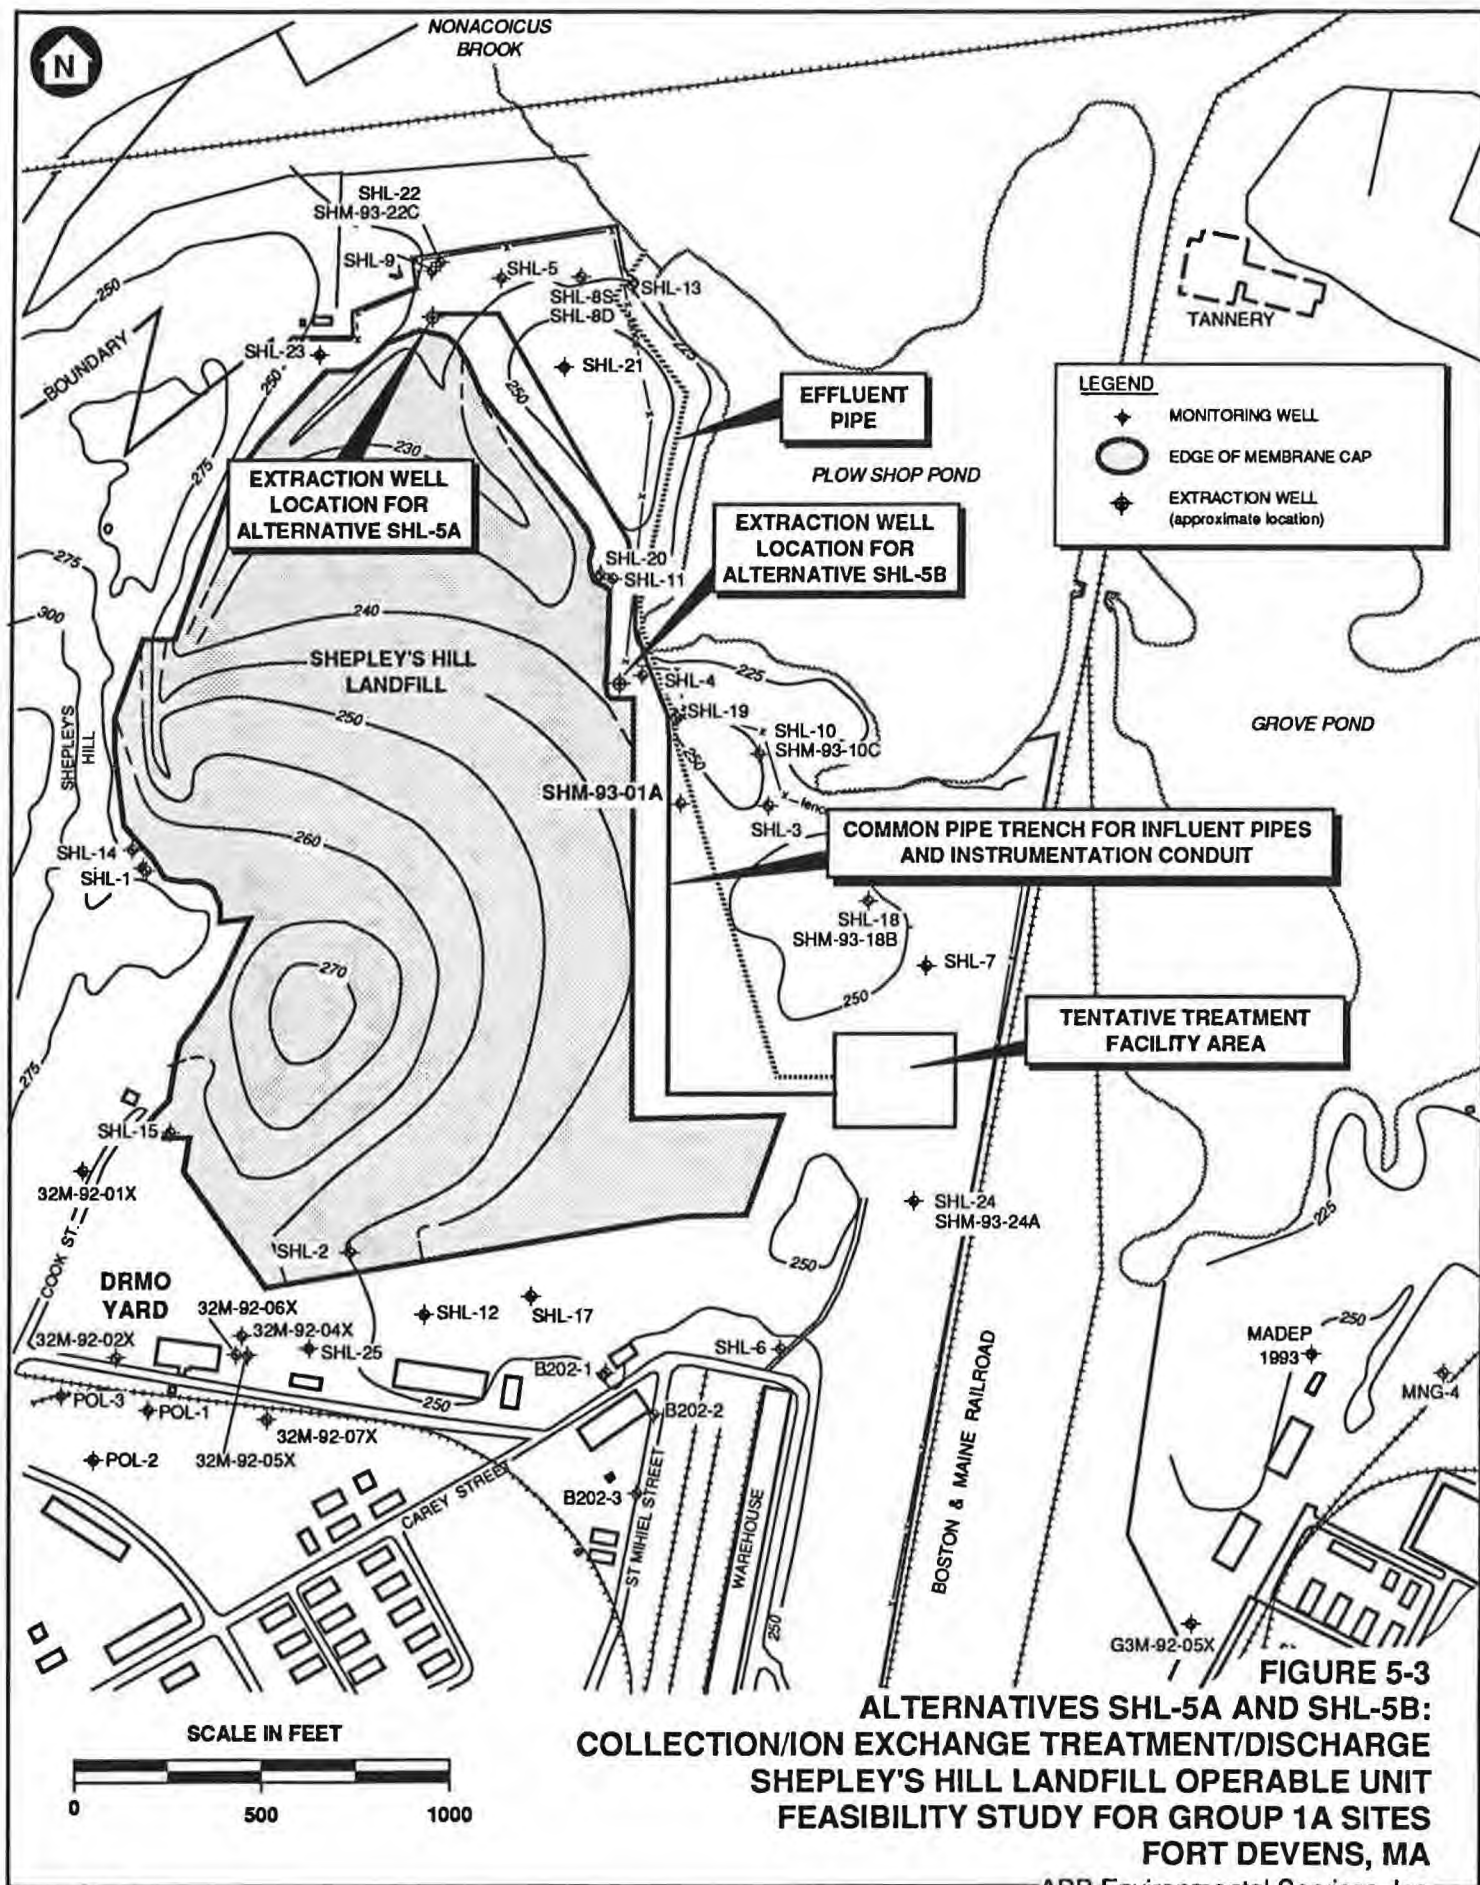 NONACOICUS
BROOK
N
SHL-22
SHM-93-22C
SHL-9
SHL-5
SHL-8S
SHL-8D
SHL-13
250
TANNERY
225
BOUNDARY
SHL-23
250
SHL-21
250
EFFLUENT
PIPE
LEGEND
MONITORING WELL
EDGE OF MEMBRANE CAP
EXTRACTION WELL
(approximate location)
275
230
EXTRACTION WELL
LOCATION FOR
ALTERNATIVE SHL-5A
PLOW SHOP POND
EXTRACTION WELL
LOCATION FOR
ALTERNATIVE SHL-5B
275
SHL-20
SHL-11
300
240
SHEPLEY'S HILL
LANDFILL
225
SHL-4
SHL-19
SHEPLEY'S
HILL
250
SHL-10
SHM-93-10C
GROVE POND
250
SHM-93-01A
SHL-3
COMMON PIPE TRENCH FOR INFLUENT PIPES
AND INSTRUMENTATION CONDUIT
260
SHL-14
SHL-1
SHL-18
SHM-93-18B
SHL-7
270
250
TENTATIVE TREATMENT
FACILITY AREA
275
SHL-15
32M-92-01X
SHL-24
SHM-93-24A
225
COOK ST.
SHL-2
250
DRMO
YARD
32M-92-06X
SHL-12
SHL-17
32M-92-02X
32M-92-04X
SHL-25
B202-1
SHL-6
MADEP
1993
250
POL-3
POL-1
250
B202-2
MNG-4
32M-92-07X
POL-2
32M-92-05X
CAREY STREET
B202-3
ST MIHIEL STREET
WAREHOUSE
BOSTON & MAINE RAILROAD
250
G3M-92-05X
FIGURE 5-3
ALTERNATIVES SHL-5A AND SHL-5B:
COLLECTION/ION EXCHANGE TREATMENT/DISCHARGE
SHEPLEY'S HILL LANDFILL OPERABLE UNIT
FEASIBILITY STUDY FOR GROUP 1A SITES
FORT DEVENS, MA
SCALE IN FEET
0 500 1000